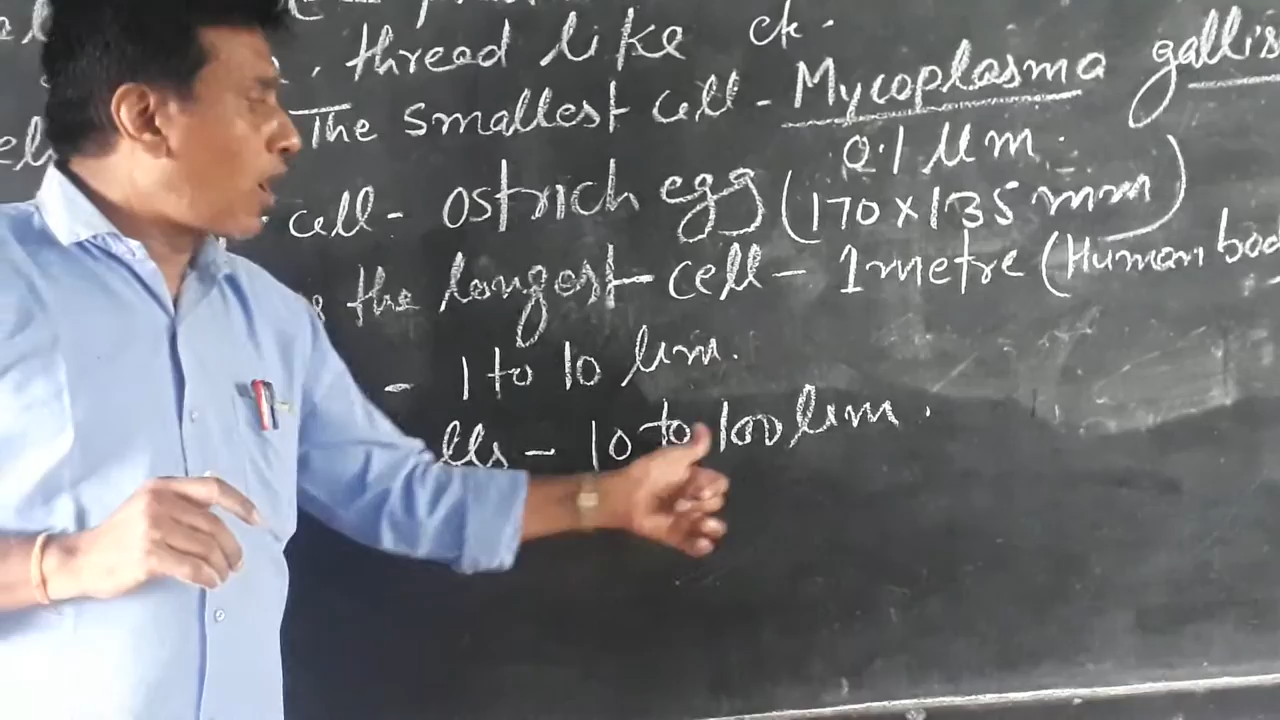 thread like ck.
The smallest cell - Mycoplasma gallis
0.1 µm.
cell - ostrich egg (170 x 135 mm)
the longest cell - 1 metre (Human bod
- 1 to 10 µm.
lls - 10 to 100 µm.